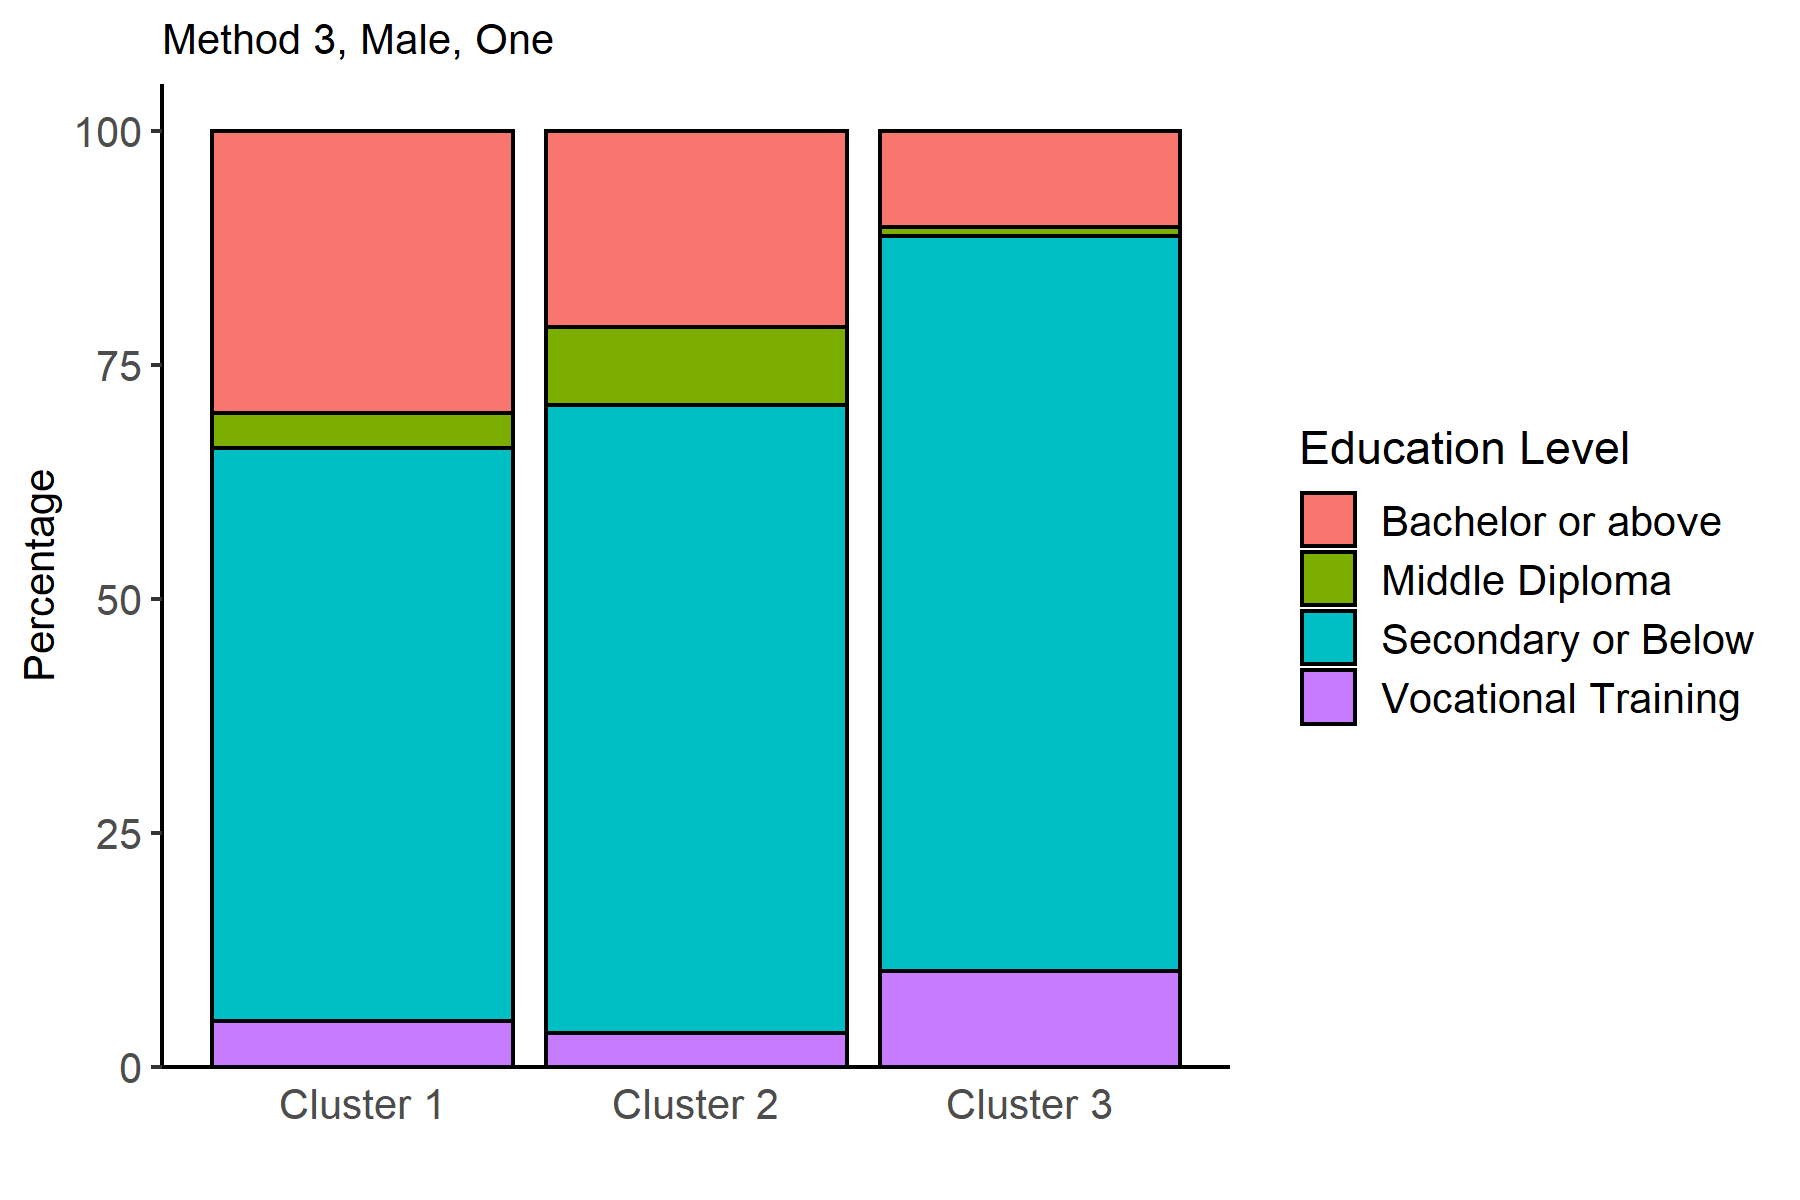 Method 3, Male, One
Percentage
100
75
50
25
0
Cluster 1
Cluster 2
Cluster 3
Education Level
Bachelor or above
Middle Diploma
Secondary or Below
Vocational Training